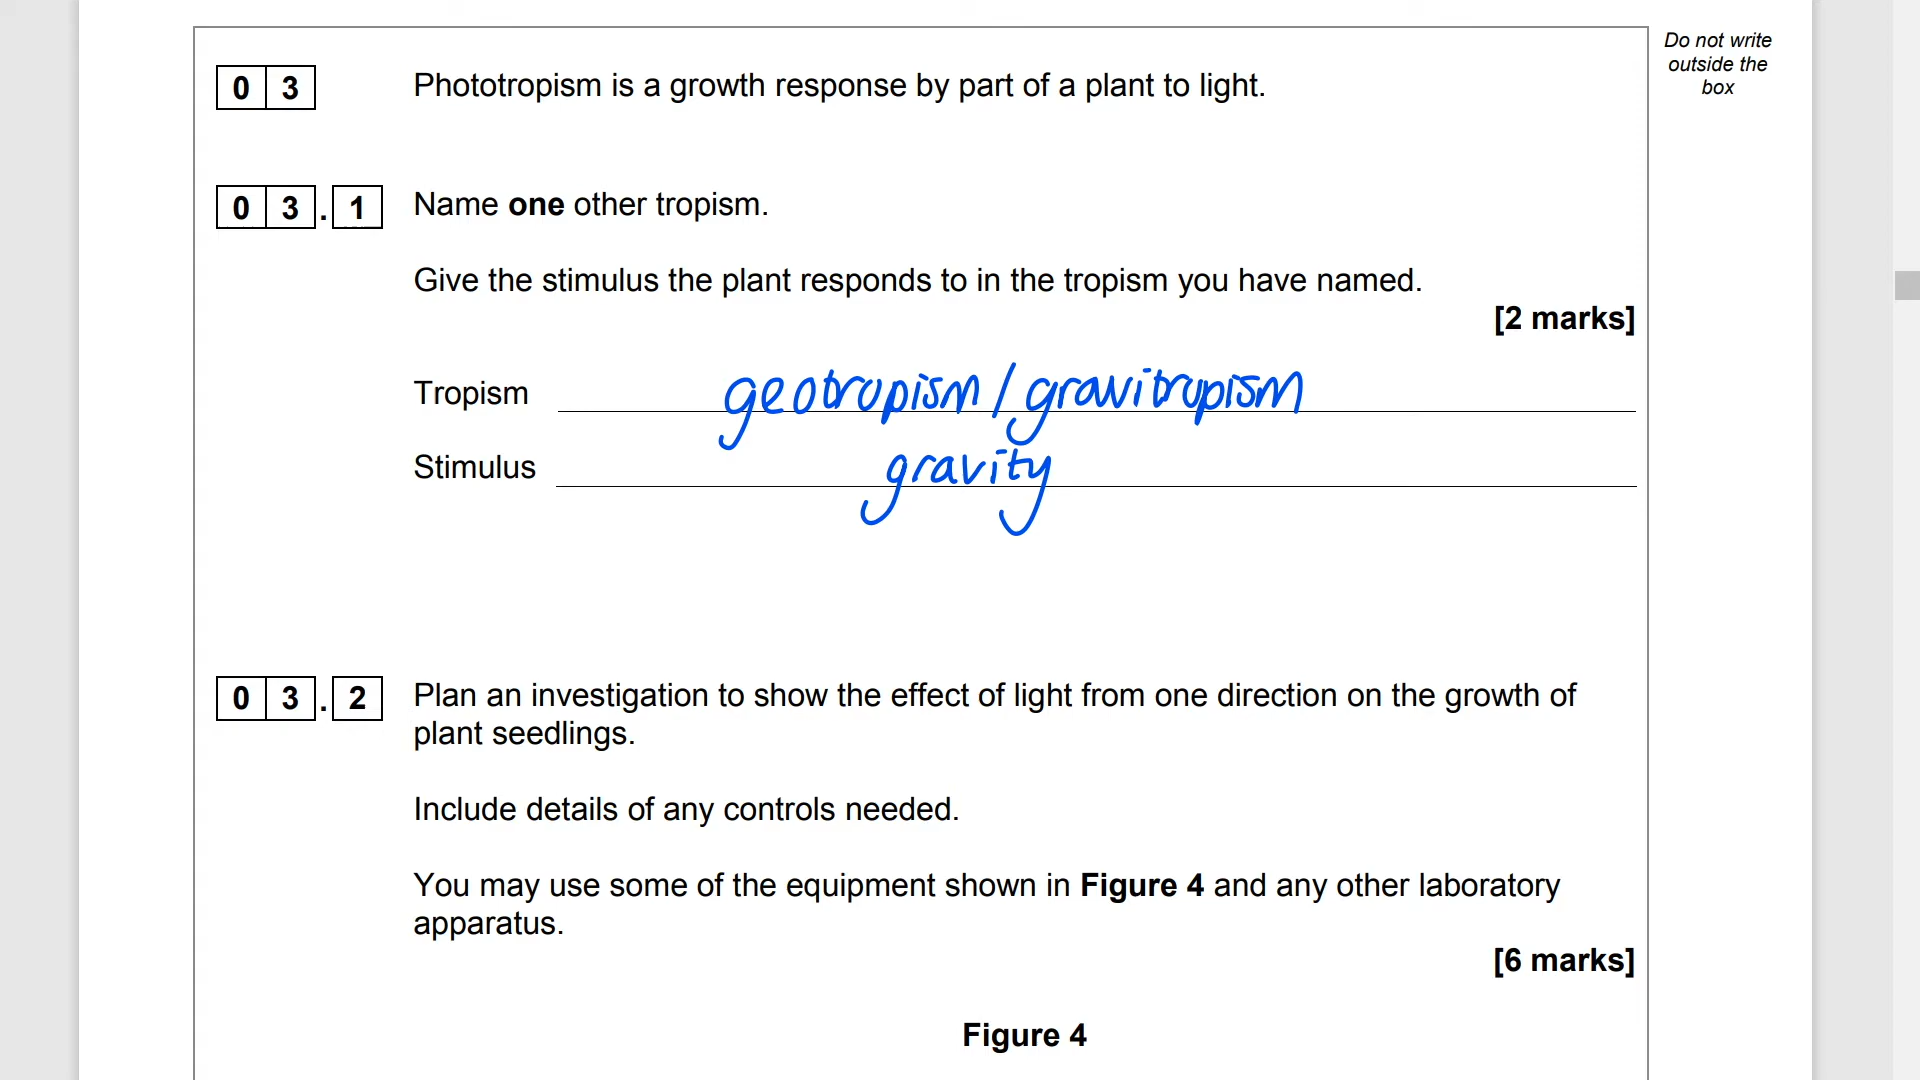 Do not write
outside the
box
0 3 Phototropism is a growth response by part of a plant to light.
0 3 . 1 Name one other tropism.
Give the stimulus the plant responds to in the tropism you have named.
[2 marks]
Tropism geotropism/gravitropism
Stimulus gravity
0 3 . 2 Plan an investigation to show the effect of light from one direction on the growth of
plant seedlings.
Include details of any controls needed.
You may use some of the equipment shown in Figure 4 and any other laboratory
apparatus.
[6 marks]
Figure 4